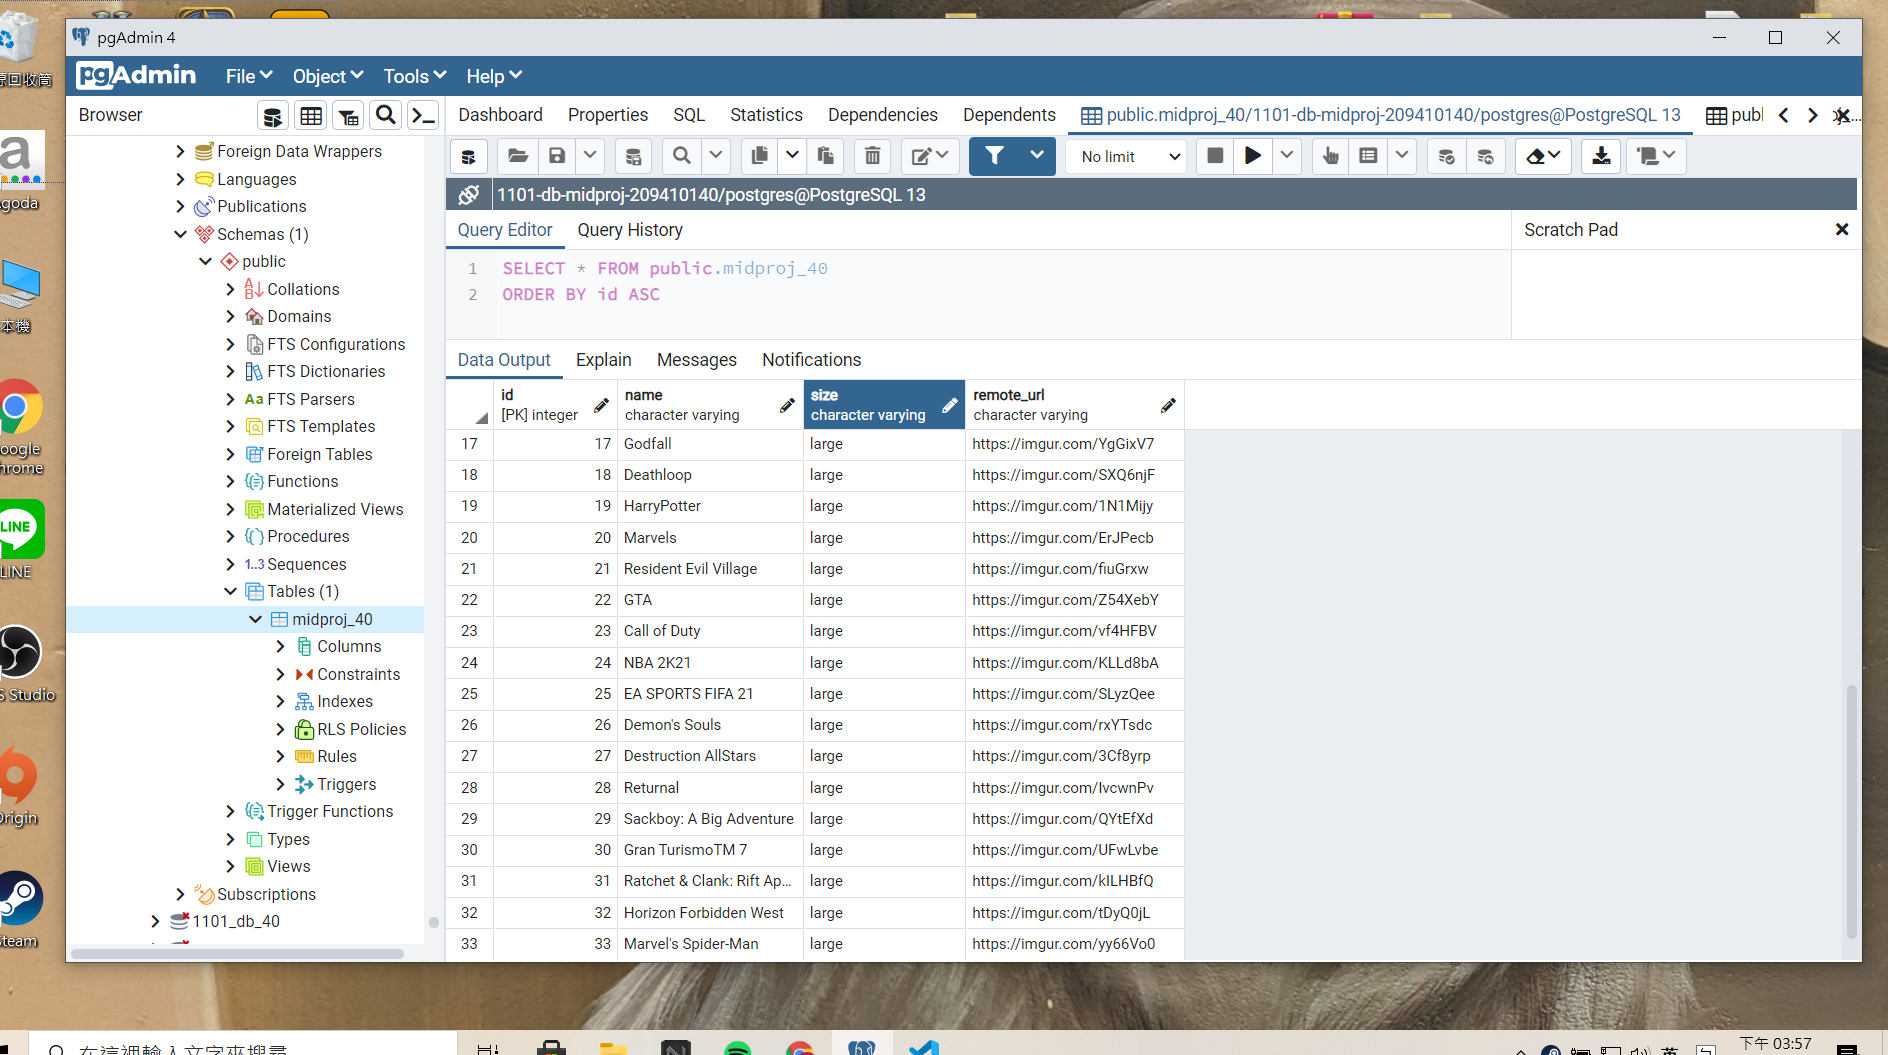 pgAdmin 4
pgAdmin
File
Object
Tools
Help
Browser
Dashboard
Properties
SQL
Statistics
Dependencies
Dependents
public.midproj_40/1101-db-midproj-209410140/postgres@PostgreSQL 13
publ
No limit
1101-db-midproj-209410140/postgres@PostgreSQL 13
Query Editor
Query History
Scratch Pad
1 SELECT * FROM public.midproj_40
2 ORDER BY id ASC
Data Output
Explain
Messages
Notifications
id [PK] integer
name character varying
size character varying
remote_url character varying
17 17 Godfall large https://imgur.com/YgGixV7
18 18 Deathloop large https://imgur.com/SXQ6njF
19 19 HarryPotter large https://imgur.com/1N1Mijy
20 20 Marvels large https://imgur.com/ErJPecb
21 21 Resident Evil Village large https://imgur.com/fiuGrxw
22 22 GTA large https://imgur.com/Z54XebY
23 23 Call of Duty large https://imgur.com/vf4HFBV
24 24 NBA 2K21 large https://imgur.com/KLLd8bA
25 25 EA SPORTS FIFA 21 large https://imgur.com/SLyzQee
26 26 Demon's Souls large https://imgur.com/rxYTsdc
27 27 Destruction AllStars large https://imgur.com/3Cf8yrp
28 28 Returnal large https://imgur.com/IvcwnPv
29 29 Sackboy: A Big Adventure large https://imgur.com/QYtEfXd
30 30 Gran TurismoTM 7 large https://imgur.com/UFwLvbe
31 31 Ratchet & Clank: Rift Ap... large https://imgur.com/kILHBfQ
32 32 Horizon Forbidden West large https://imgur.com/tDyQ0jL
33 33 Marvel's Spider-Man large https://imgur.com/yy66Vo0
Foreign Data Wrappers
Languages
Publications
Schemas (1)
public
Collations
Domains
FTS Configurations
FTS Dictionaries
Aa FTS Parsers
FTS Templates
Foreign Tables
Functions
Materialized Views
Procedures
1..3 Sequences
Tables (1)
midproj_40
Columns
Constraints
Indexes
RLS Policies
Rules
Triggers
Trigger Functions
Types
Views
Subscriptions
1101_db_40
回收筒
goda
本機
oogle
hrome
LINE
LINE
S Studio
Origin
Steam
在這裡輸入文字來搜尋
英
下午 03:57